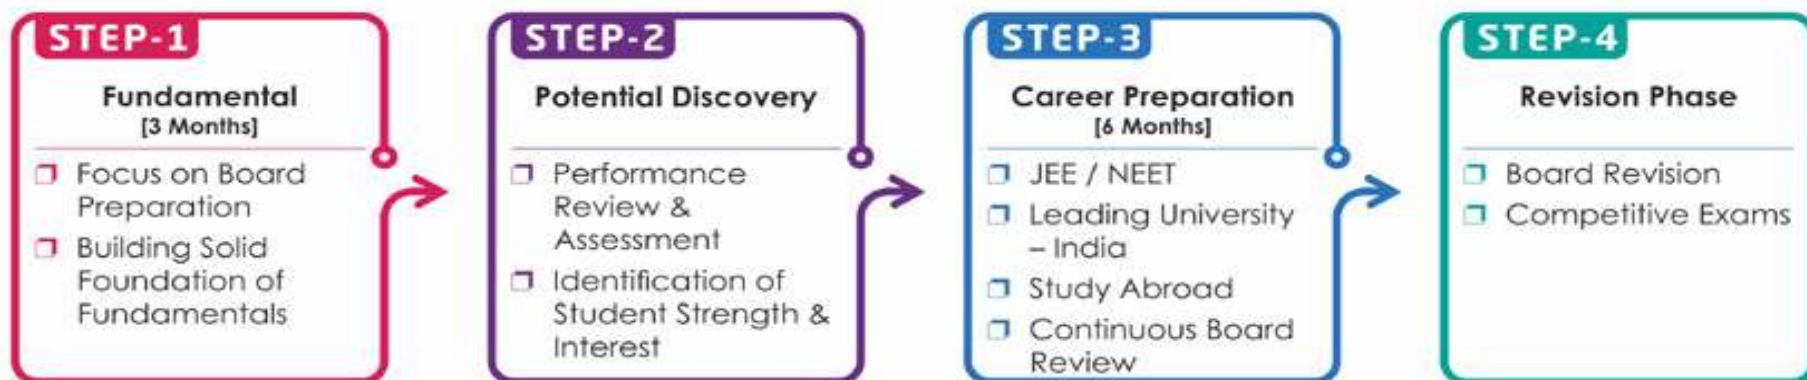 STEP-1
Fundamental
[3 Months]
Focus on Board
Preparation
Building Solid
Foundation of
Fundamentals
STEP-2
Potential Discovery
Performance
Review &
Assessment
Identification of
Student Strength &
Interest
STEP-3
Career Preparation
[6 Months]
JEE / NEET
Leading University
– India
Study Abroad
Continuous Board
Review
STEP-4
Revision Phase
Board Revision
Competitive Exams